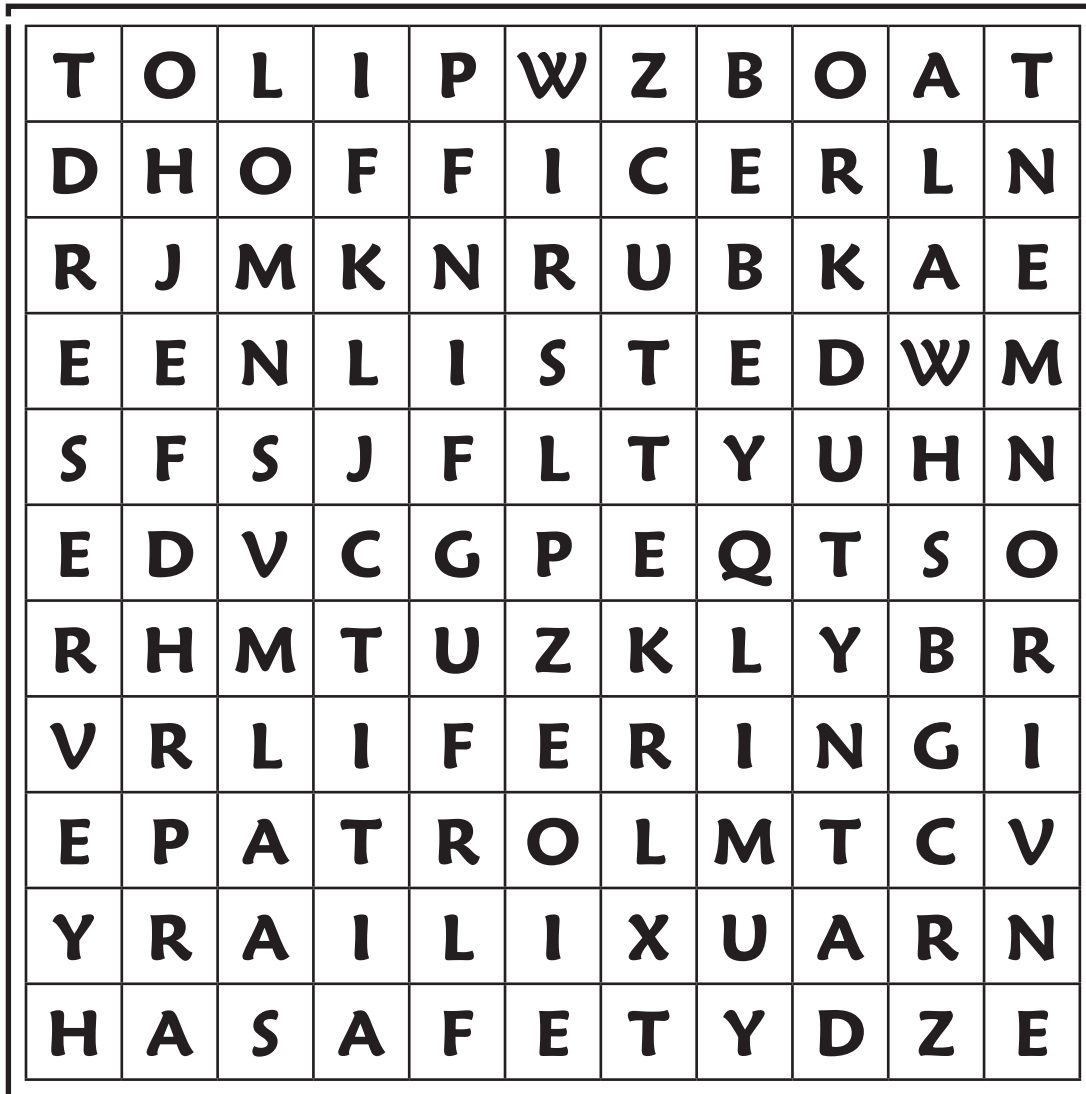 T O L I P W Z B O A T
D H O F F I C E R L N
R J M K N R U B K A E
E E N L I S T E D W M
S F S J F L T Y U H N
E D V C G P E Q T S O
R H M T U Z K L Y B R
V R L I F E R I N G I
E P A T R O L M T C V
Y R A I L I X U A R N
H A S A F E T Y D Z E